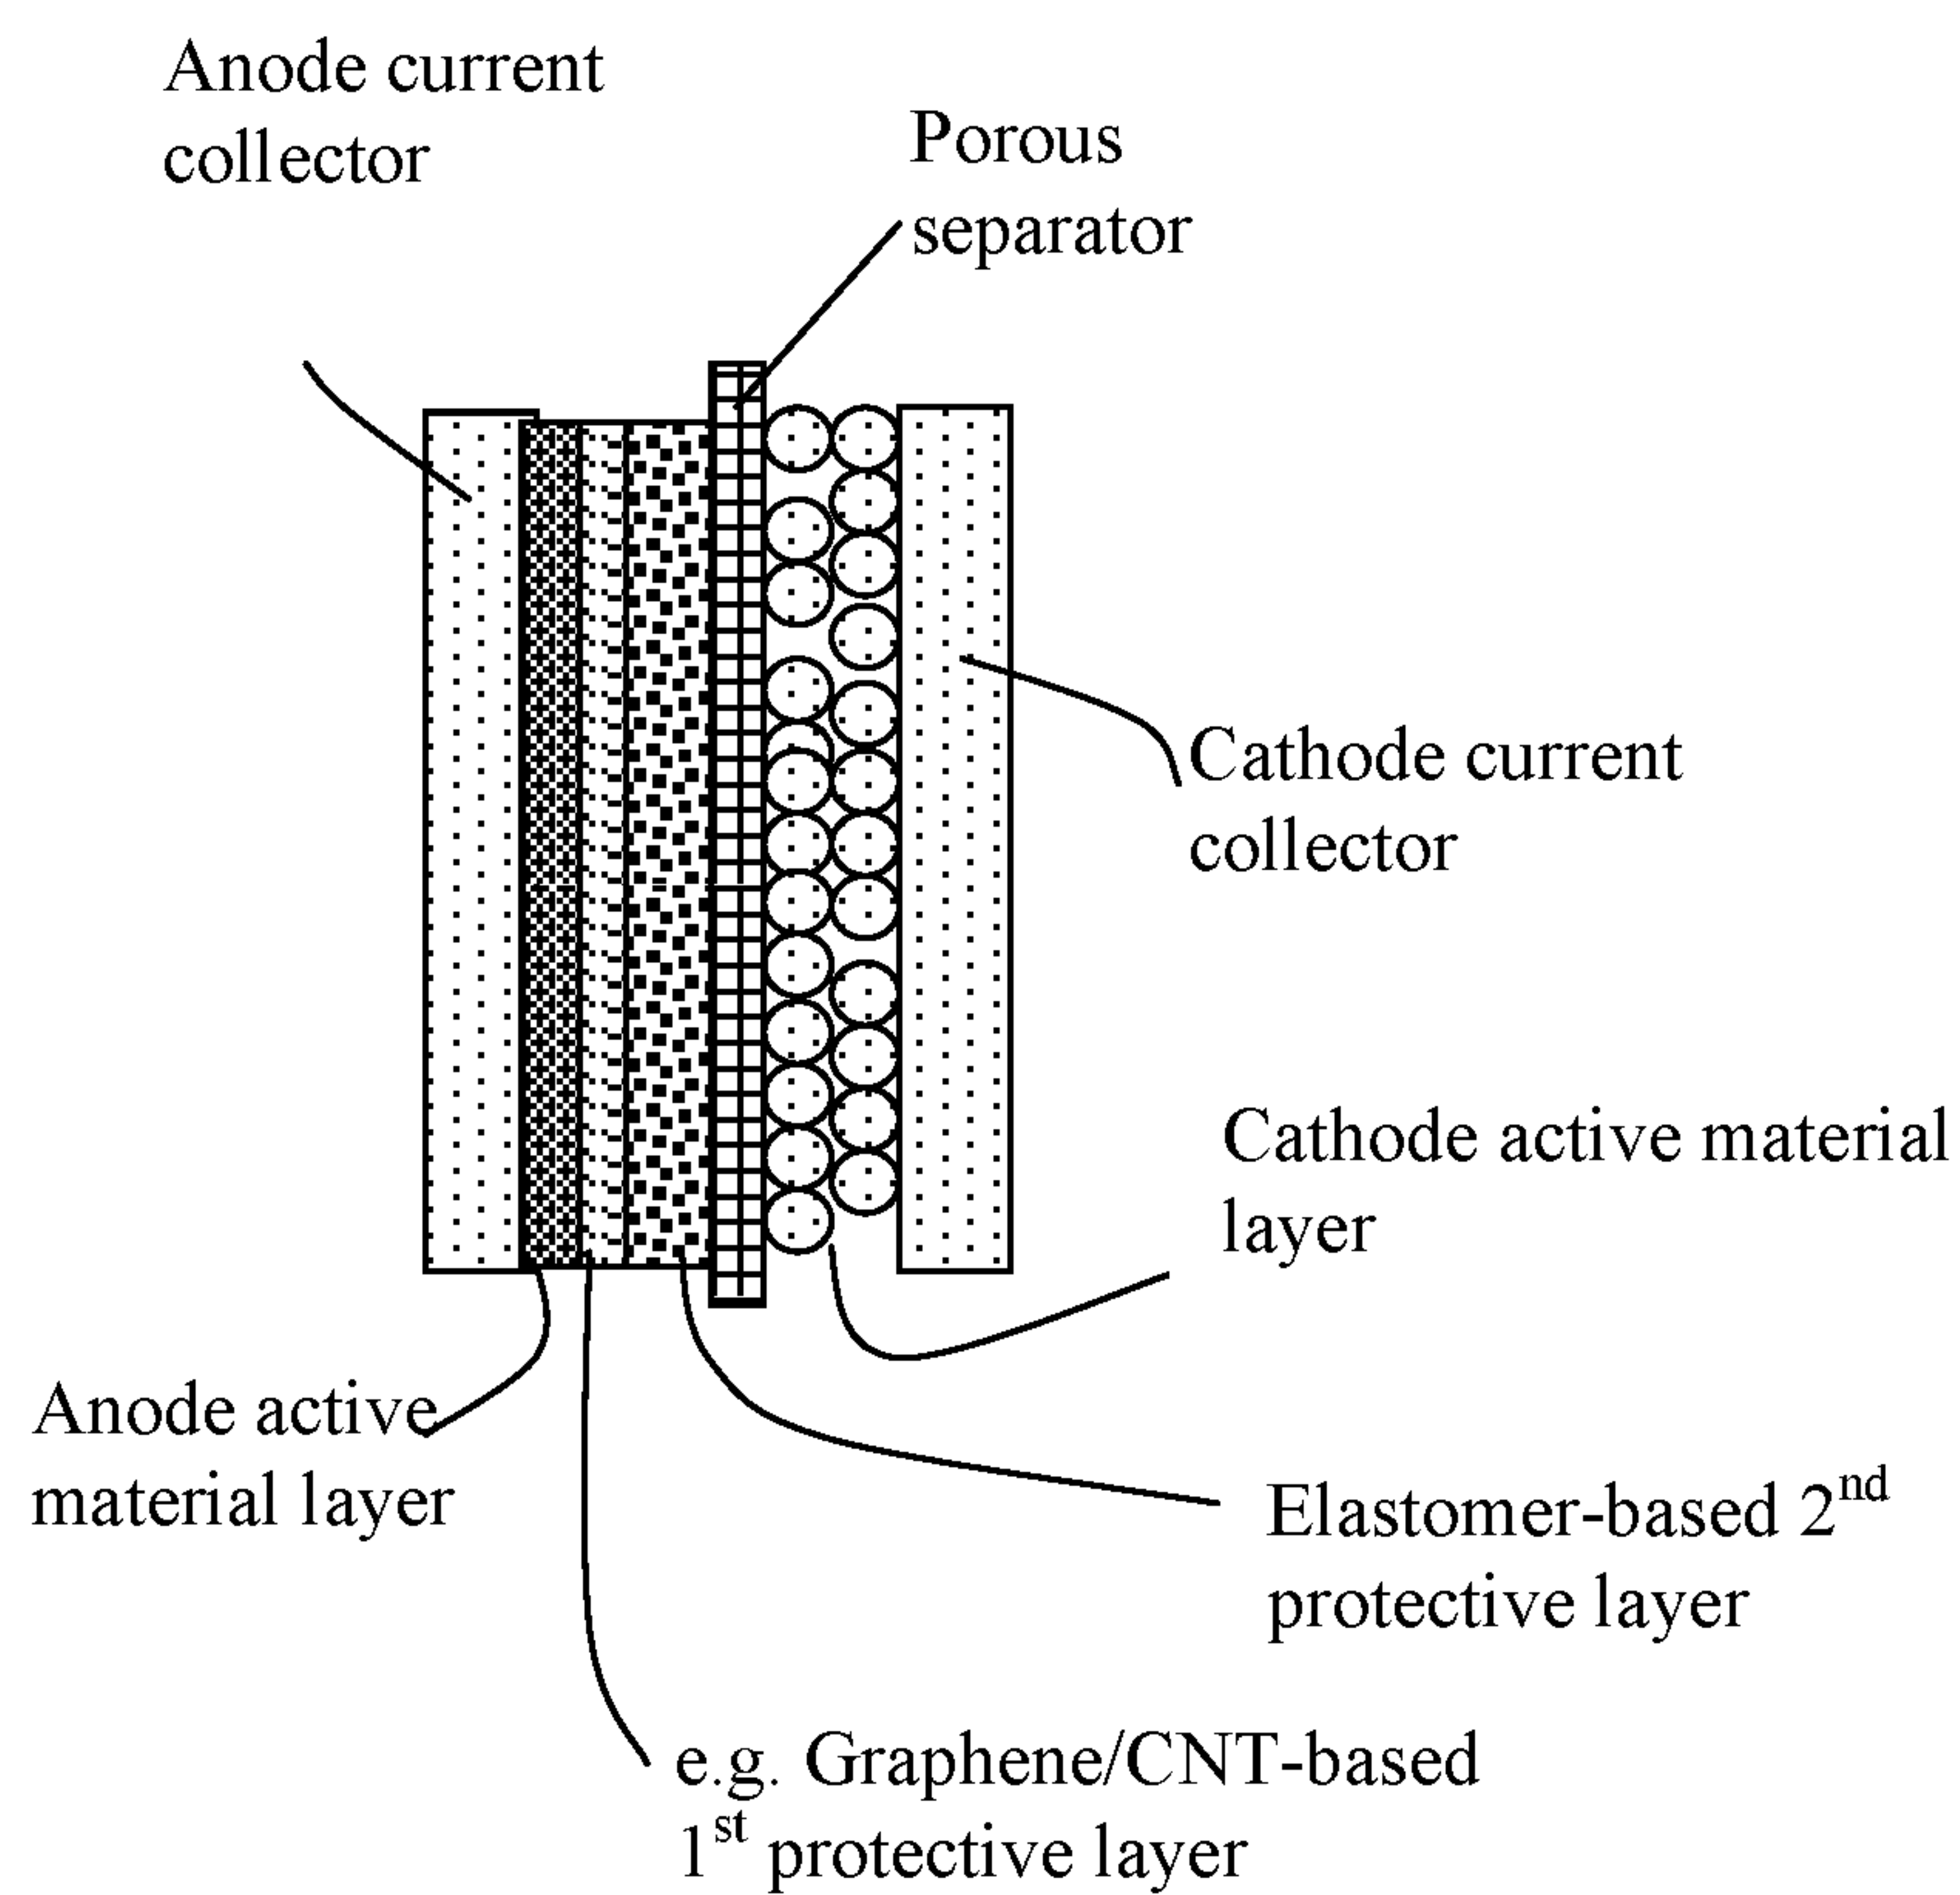 Anode current
collector
Porous
separator
Cathode current
collector
Cathode active material
layer
Anode active
material layer
Elastomer-based 2nd
protective layer
e.g. Graphene/CNT-based
1st protective layer